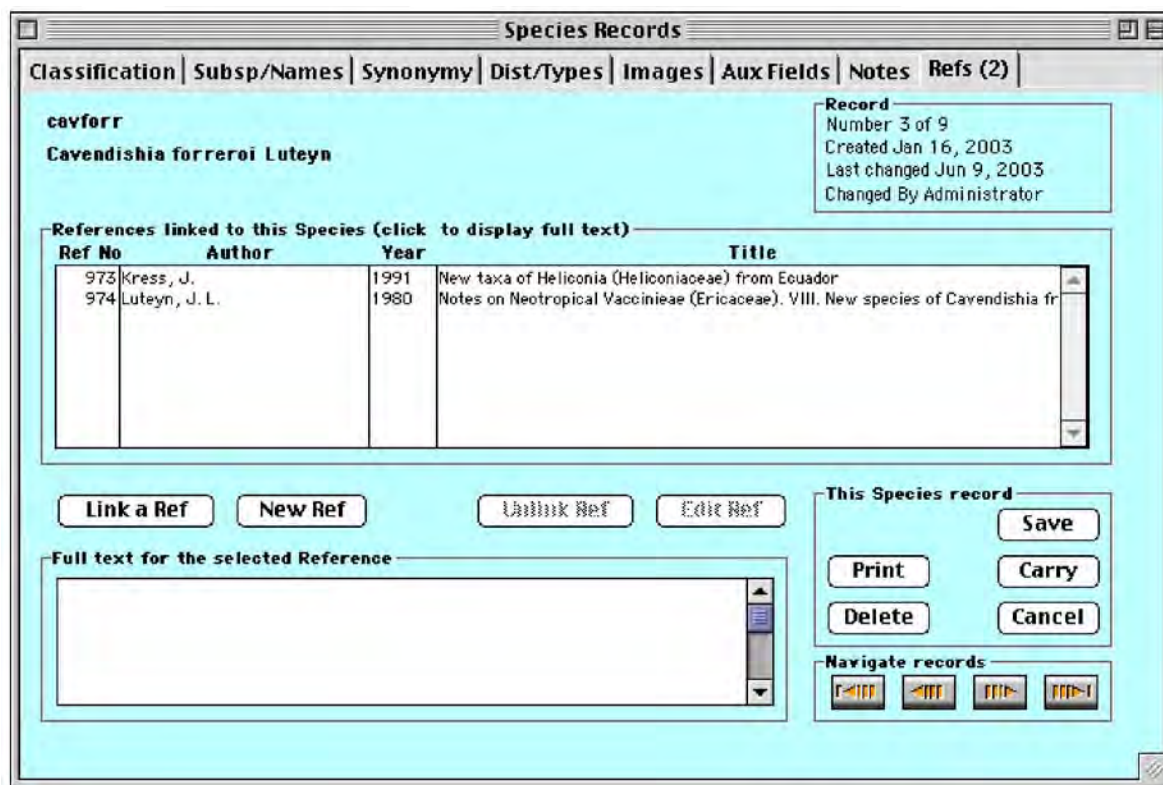 Species Records
Classification Subsp/Names Synonymy Dist/Types Images Aux Fields Notes Refs (2)
cavforr
Cavendishia forreroi Luteyn
Record
Number 3 of 9
Created Jan 16, 2003
Last changed Jun 9, 2003
Changed By Administrator
References linked to this Species (click to display full text)
Ref No Author Year Title
973 Kress, J. 1991 New taxa of Heliconia (Heliconiaceae) from Ecuador
974 Luteyn, J. L. 1980 Notes on Neotropical Vaccinieae (Ericaceae). VIII. New species of Cavendishia fr
Link a Ref New Ref Unlink Ref Edit Ref
Full text for the selected Reference
This Species record
Save
Print Carry
Delete Cancel
Navigate records